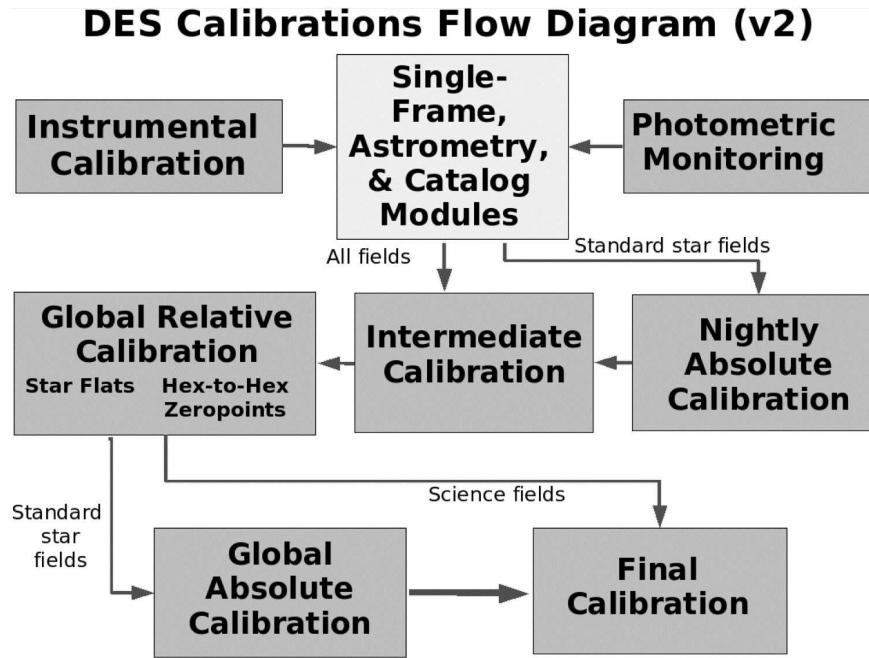 DES Calibrations Flow Diagram (v2)
Instrumental
Calibration
Single-
Frame,
Astrometry,
& Catalog
Modules
Photometric
Monitoring
All fields
Standard star fields
Global Relative
Calibration
Star Flats
Hex-to-Hex
Zeropoints
Intermediate
Calibration
Nightly
Absolute
Calibration
Standard
star
fields
Science fields
Global
Absolute
Calibration
Final
Calibration